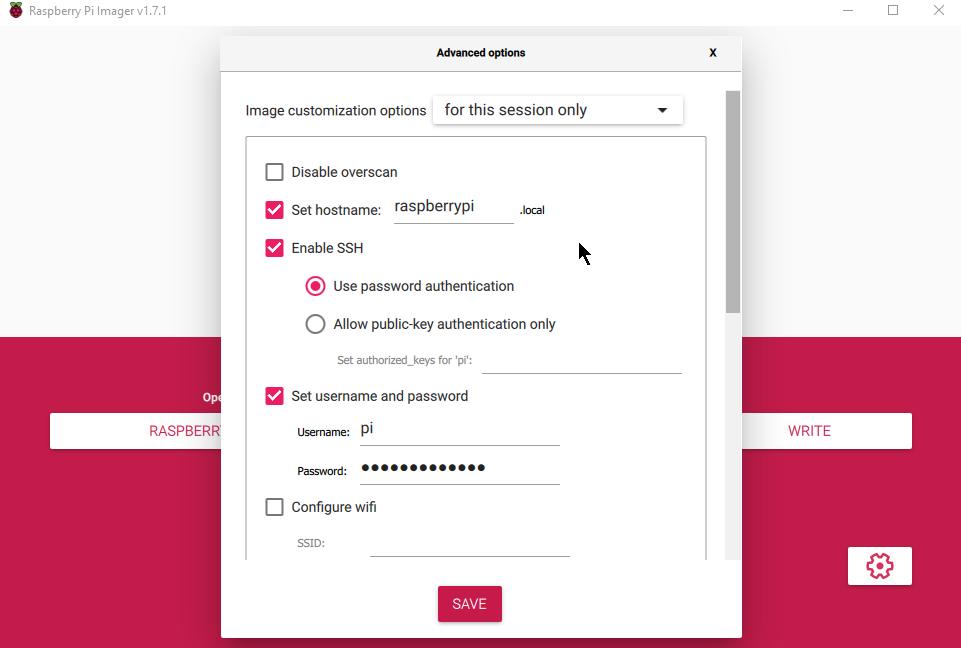 Raspberry Pi Imager v1.7.1
Advanced options
X
Image customization options for this session only
Disable overscan
Set hostname: raspberrypi .local
Enable SSH
Use password authentication
Allow public-key authentication only
Set authorized_keys for 'pi':
Set username and password
Username: pi
Password: ●●●●●●●●●●●●●
Configure wifi
SSID:
Ope
RASPBERRY
WRITE
SAVE